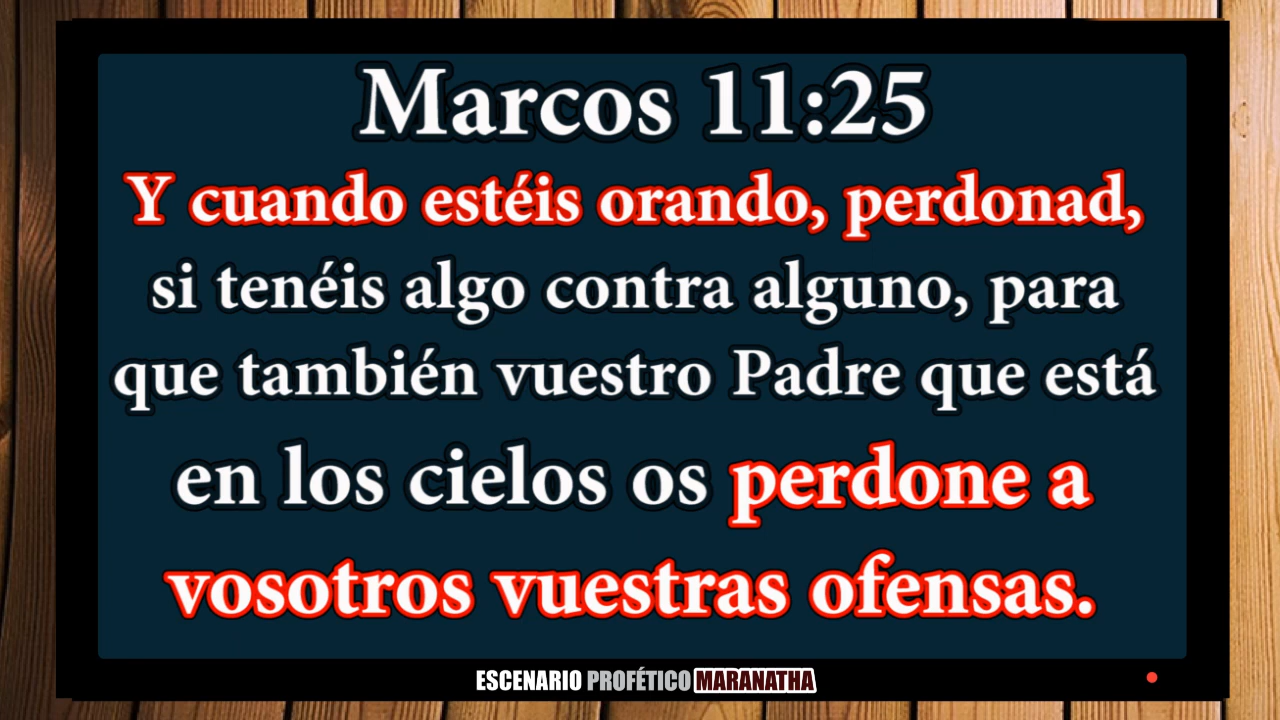 Marcos 11:25
Y cuando estéis orando, perdonad,
si tenéis algo contra alguno, para
que también vuestro Padre que está
en los cielos os perdone a
vosotros vuestras ofensas.
ESCENARIO PROFÉTICO MARANATHA